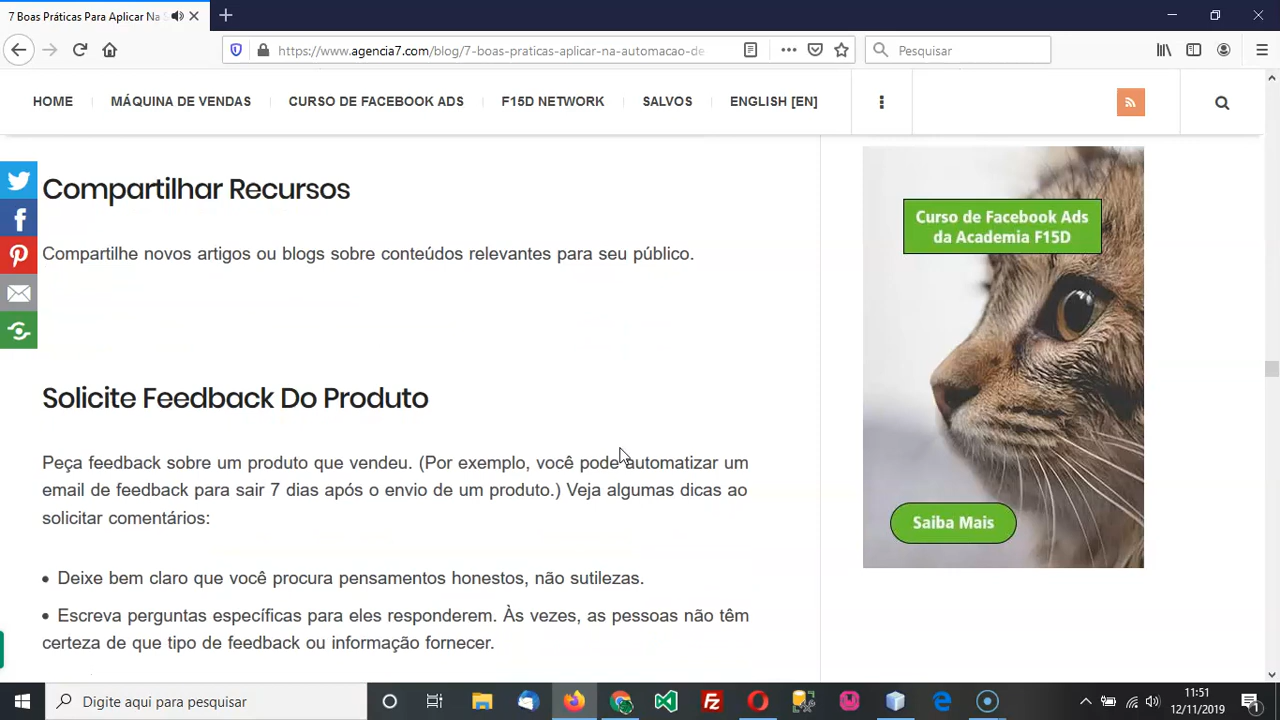 7 Boas Práticas Para Aplicar Na
https://www.agencia7.com/blog/7-boas-praticas-aplicar-na-automacao-de
Pesquisar
HOME
MÁQUINA DE VENDAS
CURSO DE FACEBOOK ADS
F15D NETWORK
SALVOS
ENGLISH [EN]
Compartilhar Recursos
Compartilhe novos artigos ou blogs sobre conteúdos relevantes para seu público.
Solicite Feedback Do Produto
Peça feedback sobre um produto que vendeu. (Por exemplo, você pode automatizar um
email de feedback para sair 7 dias após o envio de um produto.) Veja algumas dicas ao
solicitar comentários:
• Deixe bem claro que você procura pensamentos honestos, não sutilezas.
• Escreva perguntas específicas para eles responderem. Às vezes, as pessoas não têm
certeza de que tipo de feedback ou informação fornecer.
Curso de Facebook Ads
da Academia F15D
Saiba Mais
Digite aqui para pesquisar
11:51
12/11/2019
1